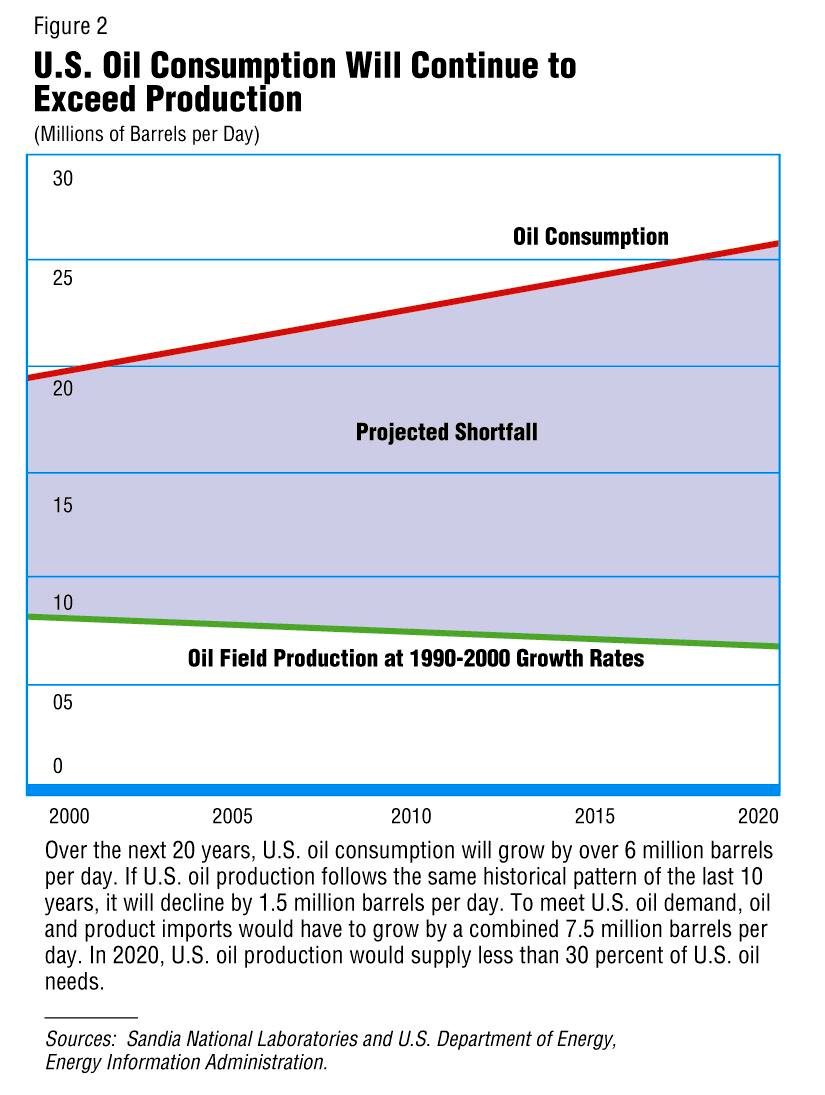 Figure 2
U.S. Oil Consumption Will Continue to
Exceed Production
(Millions of Barrels per Day)
30
Oil Consumption
25
20
Projected Shortfall
15
10
Oil Field Production at 1990-2000 Growth Rates
05
0
2000 2005 2010 2015 2020
Over the next 20 years, U.S. oil consumption will grow by over 6 million barrels
per day. If U.S. oil production follows the same historical pattern of the last 10
years, it will decline by 1.5 million barrels per day. To meet U.S. oil demand, oil
and product imports would have to grow by a combined 7.5 million barrels per
day. In 2020, U.S. oil production would supply less than 30 percent of U.S. oil
needs.
Sources: Sandia National Laboratories and U.S. Department of Energy,
Energy Information Administration.